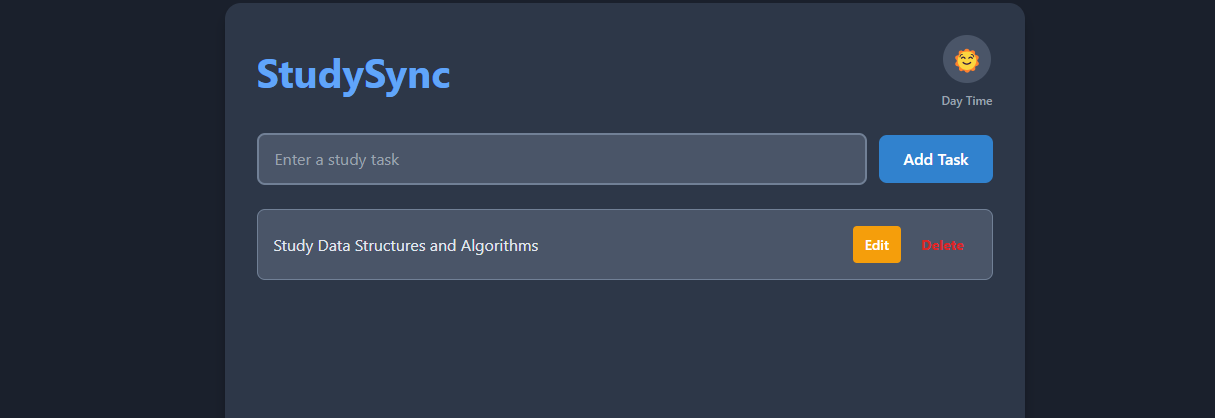 StudySync
Day Time
Enter a study task
Add Task
Study Data Structures and Algorithms
Edit
Delete